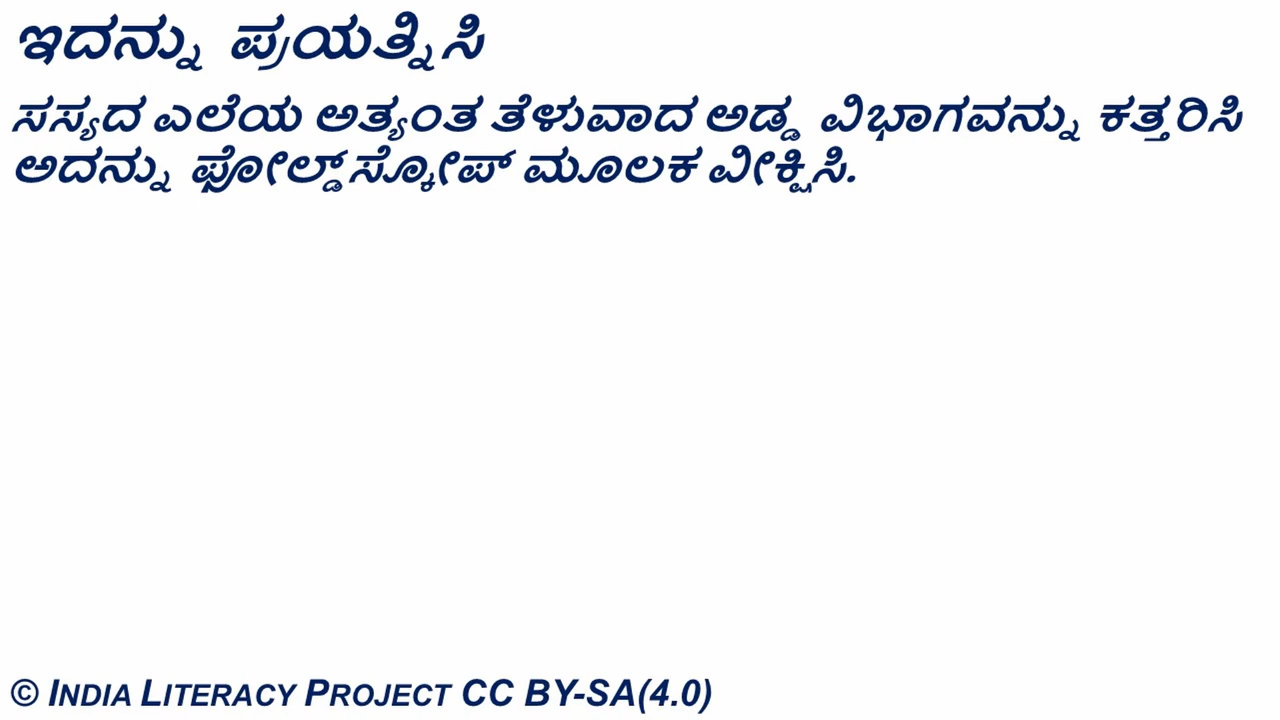 ಇದನ್ನು ಪ್ರಯತ್ನಿಸಿ
ಸಸ್ಯದ ಎಲೆಯ ಅತ್ಯಂತ ತೆಳುವಾದ ಅಡ್ಡ ವಿಭಾಗವನ್ನು ಕತ್ತರಿಸಿ
ಅದನ್ನು ಫೋಲ್ಡ್‌ಸ್ಕೋಪ್ ಮೂಲಕ ವೀಕ್ಷಿಸಿ.
© INDIA LITERACY PROJECT CC BY-SA(4.0)